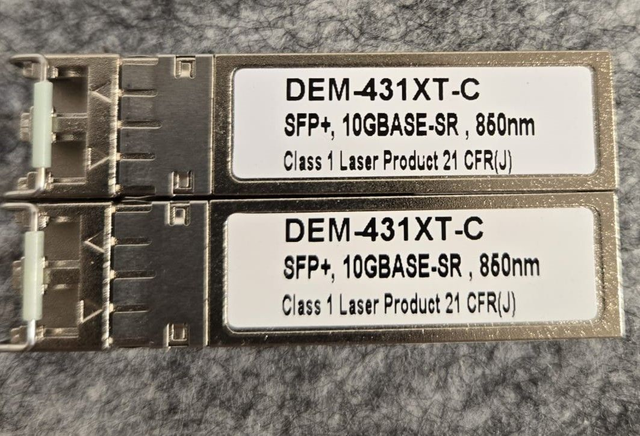 DEM-431XT-C
SFP+, 10GBASE-SR , 850nm
Class 1 Laser Product 21 CFR(J)
DEM-431XT-C
SFP+, 10GBASE-SR , 850nm
Class 1 Laser Product 21 CFR(J)